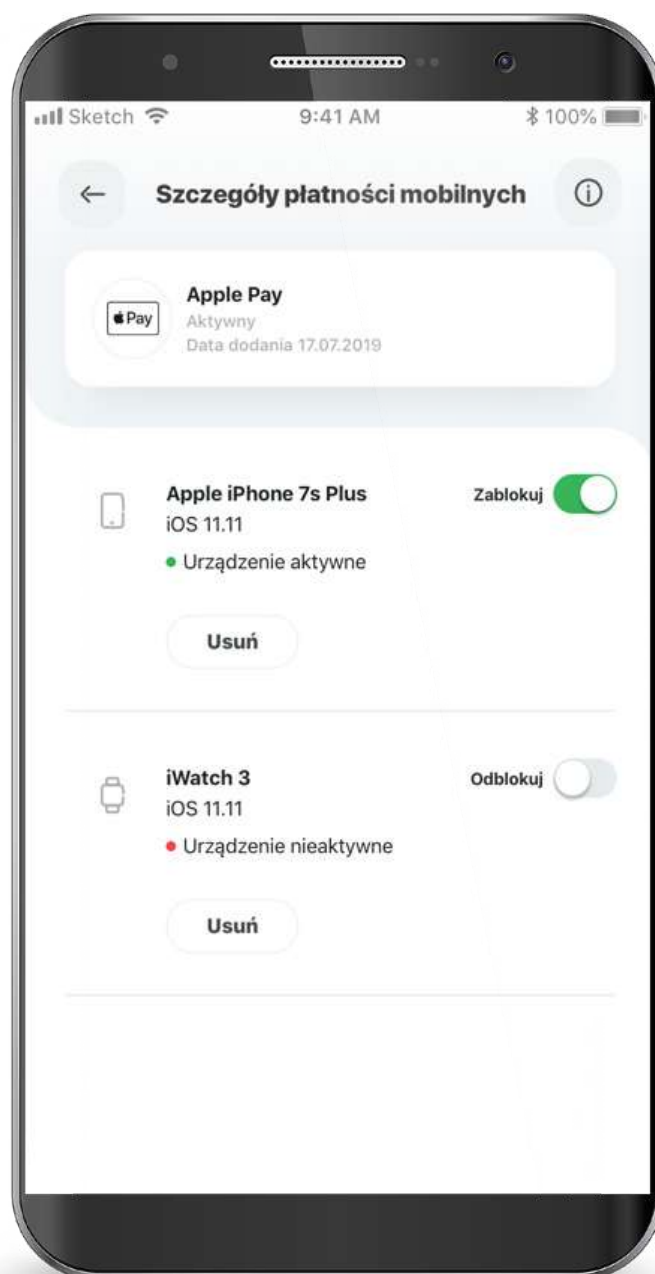 Sketch 9:41 AM 100%
Szczegóły płatności mobilnych
Pay
Apple Pay
Aktywny
Data dodania 17.07.2019
Apple iPhone 7s Plus
Zablokuj
iOS 11.11
Urządzenie aktywne
Usuń
iWatch 3
Odblokuj
iOS 11.11
Urządzenie nieaktywne
Usuń